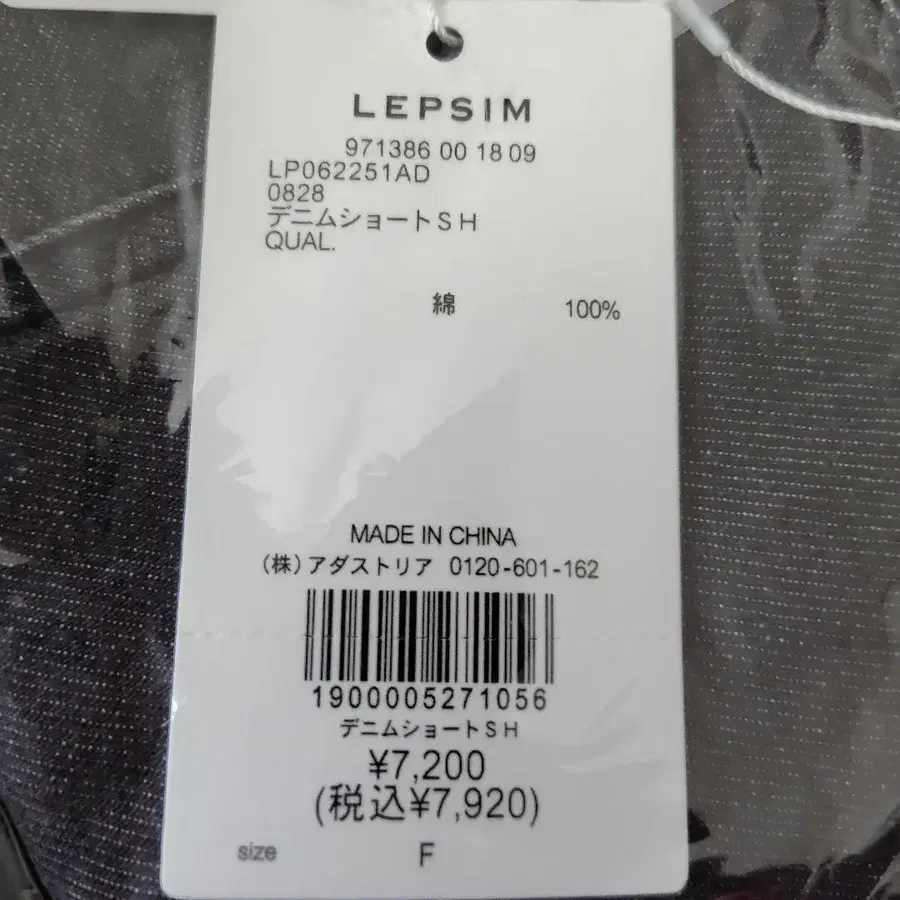 LEPSIM
971386 00 18 09
LP062251AD
0828
デニムショートSH
QUAL.
綿 100%
MADE IN CHINA
(株)アダストリア 0120-601-162
1900005271056
デニムショートSH
¥7,200
(税込¥7,920)
size F